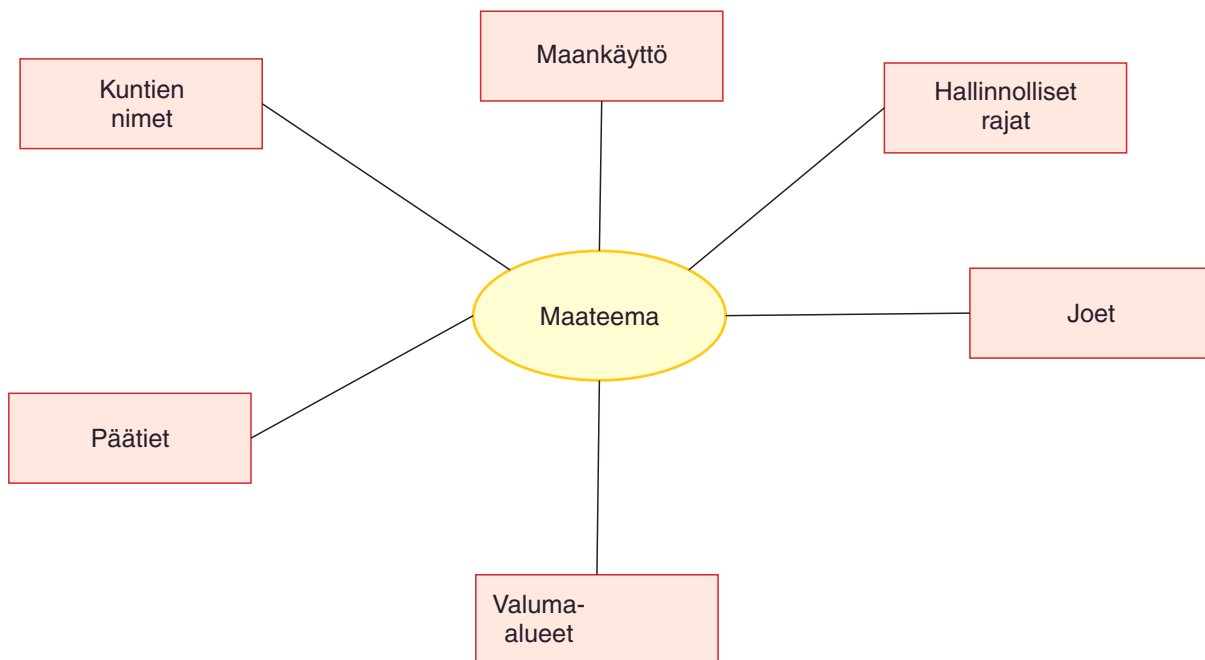 Maankäyttö
Kuntien
nimet
Hallinnolliset
rajat
Maateema
Joet
Päätiet
Valuma-
alueet